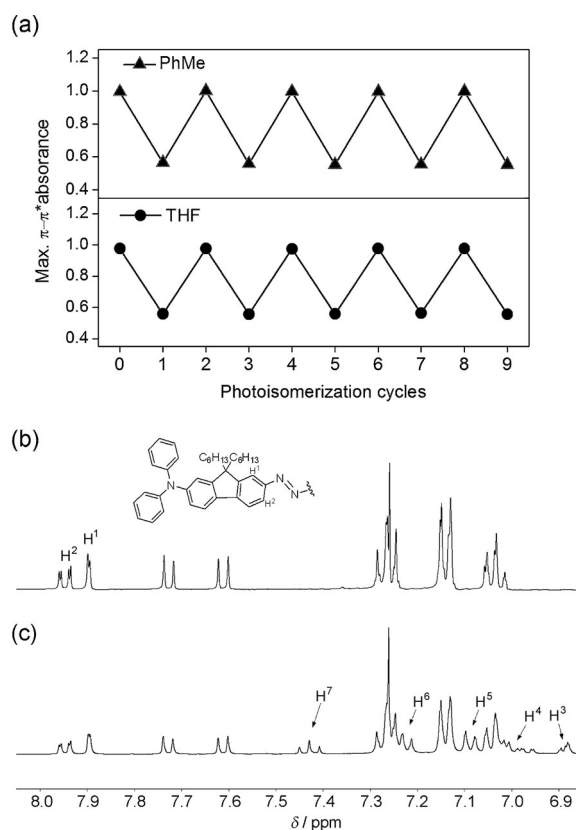 (a)
1.2
PhMe
1.0
0.8
0.6
0.4
Max. π–π*absorance
1.2
THF
1.0
0.8
0.6
0.4
0 1 2 3 4 5 6 7 8 9
Photoisomerization cycles
(b)
C6H13 C6H13
H1
N
N
N
H2
H2 H1
(c)
H7
H6
H5
H4
H3
8.0 7.9 7.8 7.7 7.6 7.5 7.4 7.3 7.2 7.1 7.0 6.9
δ / ppm